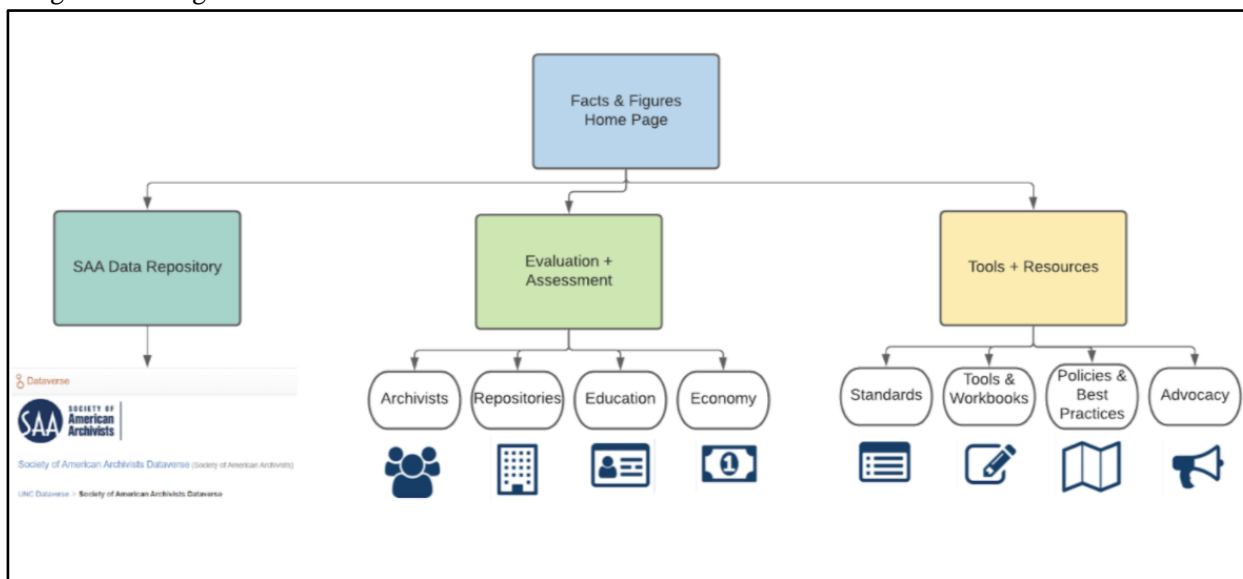 Facts & Figures
Home Page
SAA Data Repository
Evaluation +
Assessment
Tools + Resources
Archivists
Repositories
Education
Economy
Standards
Tools &
Workbooks
Policies &
Best
Practices
Advocacy
Dataverse
SAA
SOCIETY OF
American
Archivists
Society of American Archivists Dataverse (Society of American Archivists)
UNC Dataverse > Society of American Archivists Dataverse
1